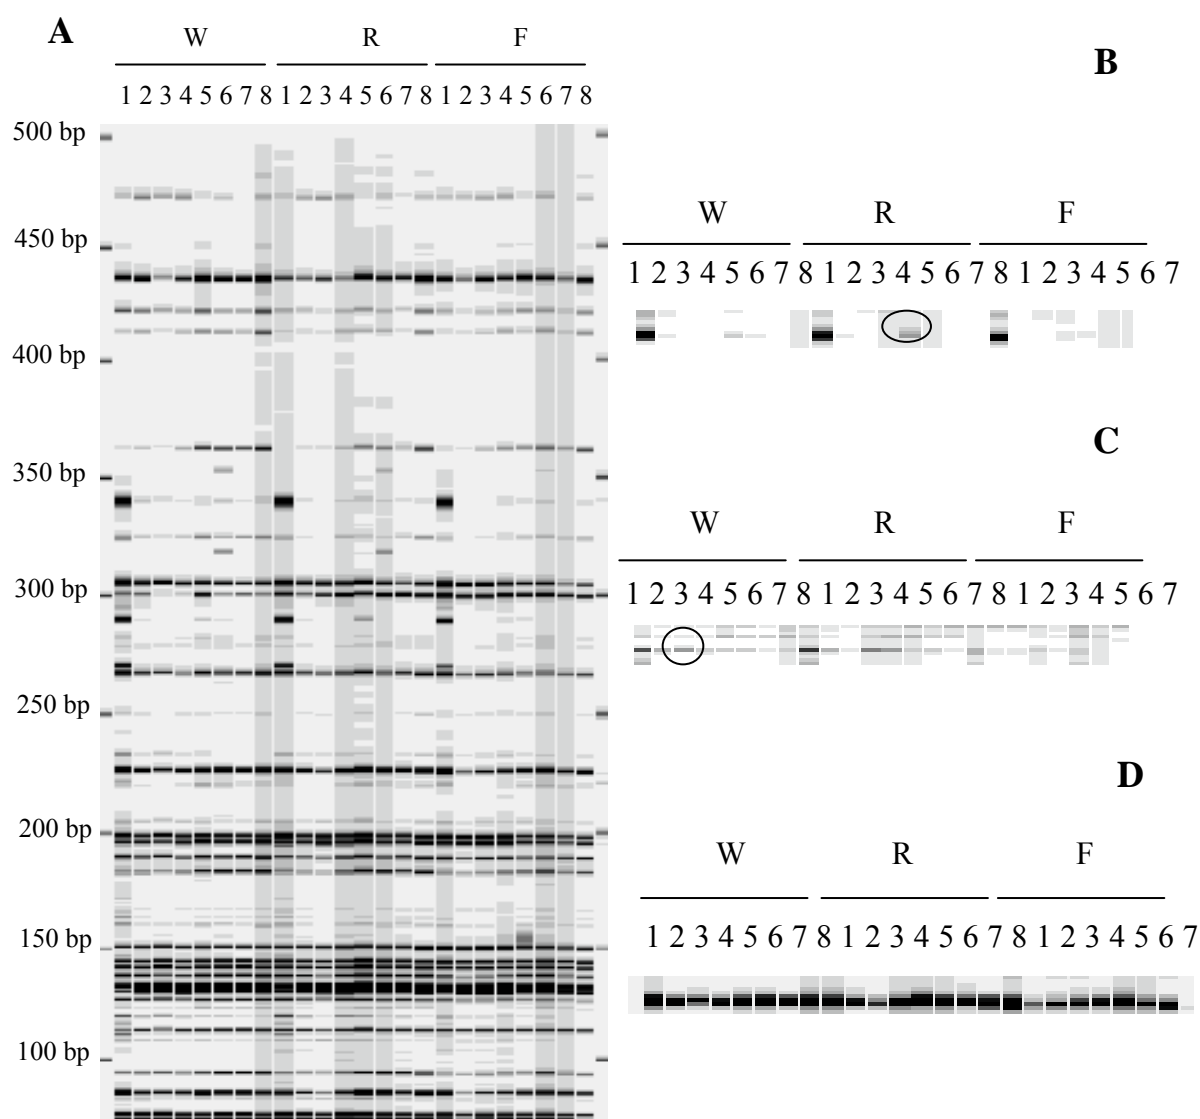 A
W R F
1 2 3 4 5 6 7 8 1 2 3 4 5 6 7 8 1 2 3 4 5 6 7 8
500 bp
450 bp
400 bp
350 bp
300 bp
250 bp
200 bp
150 bp
100 bp
B
W R F
1 2 3 4 5 6 7 8 1 2 3 4 5 6 7 8 1 2 3 4 5 6 7
C
W R F
1 2 3 4 5 6 7 8 1 2 3 4 5 6 7 8 1 2 3 4 5 6 7
D
W R F
1 2 3 4 5 6 7 8 1 2 3 4 5 6 7 8 1 2 3 4 5 6 7